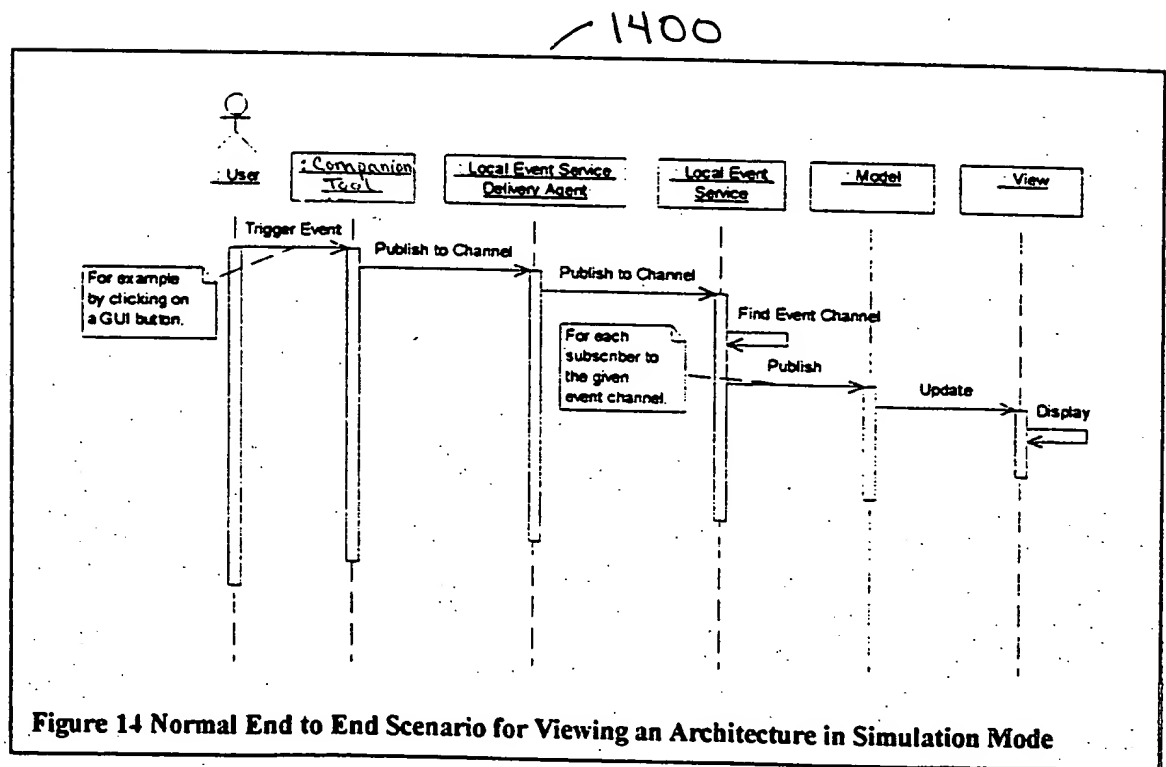 1400
: User
: Companion
Tool
: Local Event Service
Delivery Agent
: Local Event
Service
: Model
: View
Trigger Event
Publish to Channel
Publish to Channel
For example
by clicking on
a GUI button.
Find Event Channel
For each
subscriber to
the given
event channel.
Publish
Update
Display
Figure 14 Normal End to End Scenario for Viewing an Architecture in Simulation Mode